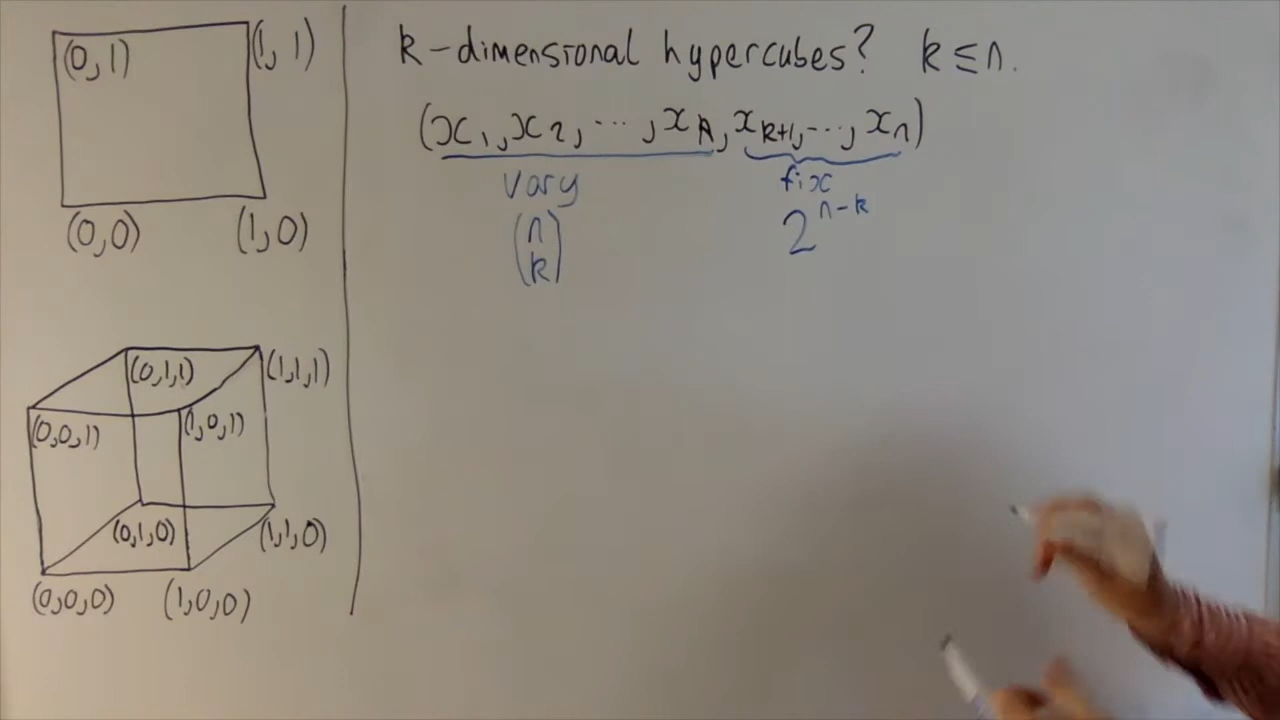 (0,1) (1,1)
(0,0) (1,0)
(0,1,1) (1,1,1)
(0,0,1) (1,0,1)
(0,1,0) (1,1,0)
(0,0,0) (1,0,0)
k-dimensional hypercubes? k ≤ n.
(x₁, x₂, ..., xₖ, xₖ₊₁, ..., xₙ)
vary fix
(n k) 2ⁿ⁻ᵏ